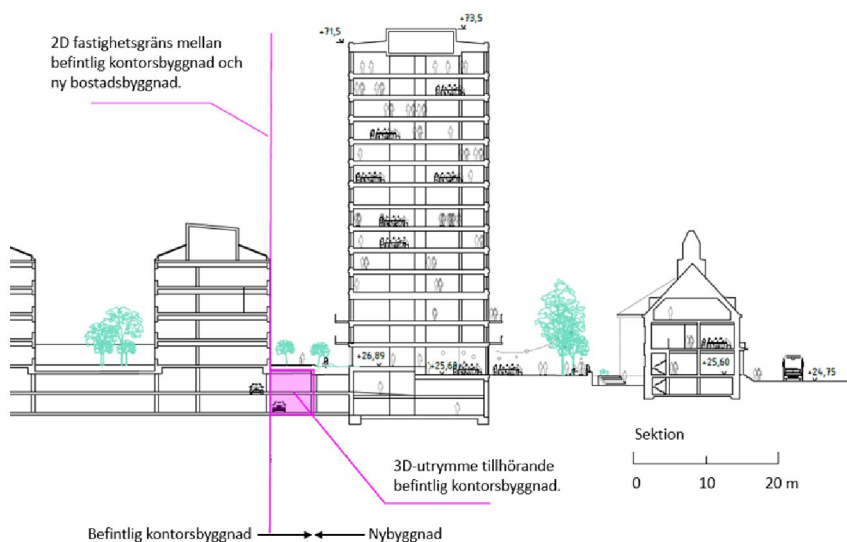 2D fastighetsgräns mellan
befintlig kontorsbyggnad och
ny bostadsbyggnad.
+71,5
+73,5
+26,89
+25,60
+25,60
+24,75
3D-utrymme tillhörande
befintlig kontorsbyggnad.
Sektion
0 10 20 m
Befintlig kontorsbyggnad
Nybyggnad